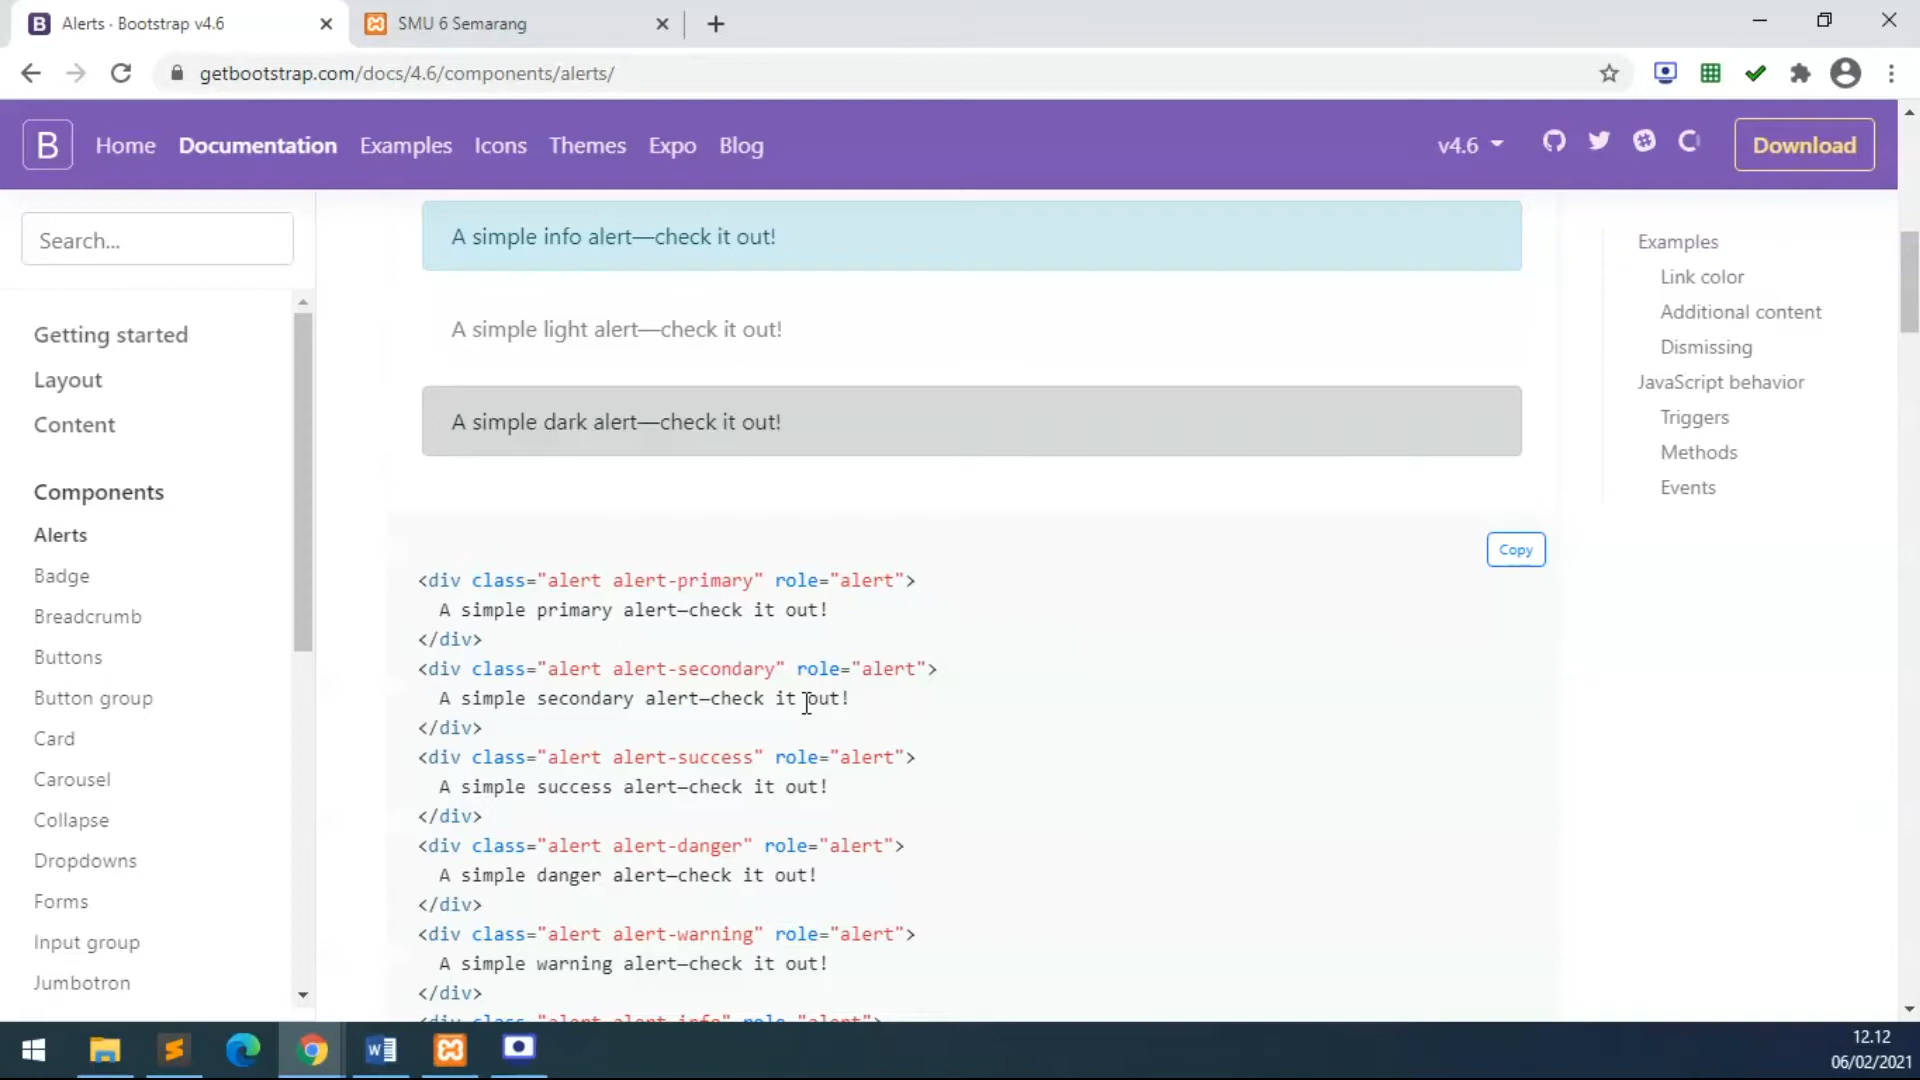 Alerts · Bootstrap v4.6
SMU 6 Semarang
getbootstrap.com/docs/4.6/components/alerts/
B
Home
Documentation
Examples
Icons
Themes
Expo
Blog
v4.6
Download
Search...
Getting started
Layout
Content
Components
Alerts
Badge
Breadcrumb
Buttons
Button group
Card
Carousel
Collapse
Dropdowns
Forms
Input group
Jumbotron
A simple info alert—check it out!
A simple light alert—check it out!
A simple dark alert—check it out!
Copy
<div class="alert alert-primary" role="alert">
A simple primary alert—check it out!
</div>
<div class="alert alert-secondary" role="alert">
A simple secondary alert—check it out!
</div>
<div class="alert alert-success" role="alert">
A simple success alert—check it out!
</div>
<div class="alert alert-danger" role="alert">
A simple danger alert—check it out!
</div>
<div class="alert alert-warning" role="alert">
A simple warning alert—check it out!
</div>
<div class="alert alert-info" role="alert">
Examples
Link color
Additional content
Dismissing
JavaScript behavior
Triggers
Methods
Events
12.12
06/02/2021